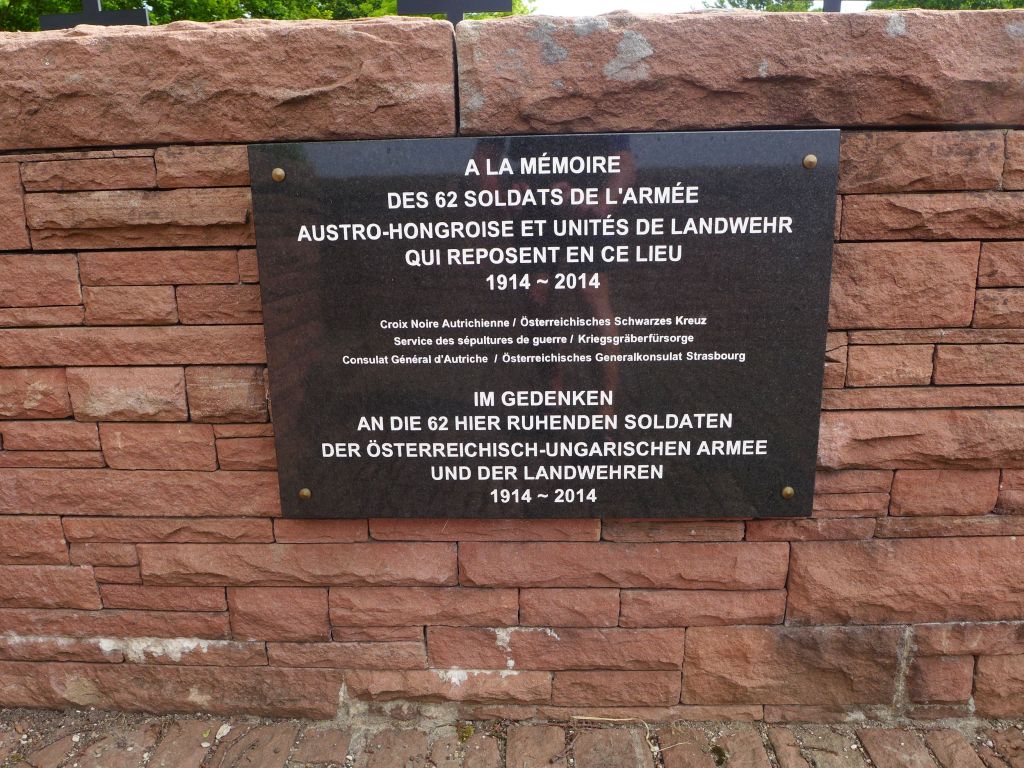 A LA MÉMOIRE
DES 62 SOLDATS DE L'ARMÉE
AUSTRO-HONGROISE ET UNITÉS DE LANDWEHR
QUI REPOSENT EN CE LIEU
1914 ~ 2014
Croix Noire Autrichienne / Österreichisches Schwarzes Kreuz
Service des sépultures de guerre / Kriegsgräberfürsorge
Consulat Général d'Autriche / Österreichisches Generalkonsulat Strasbourg
IM GEDENKEN
AN DIE 62 HIER RUHENDEN SOLDATEN
DER ÖSTERREICHISCH-UNGARISCHEN ARMEE
UND DER LANDWEHREN
1914 ~ 2014